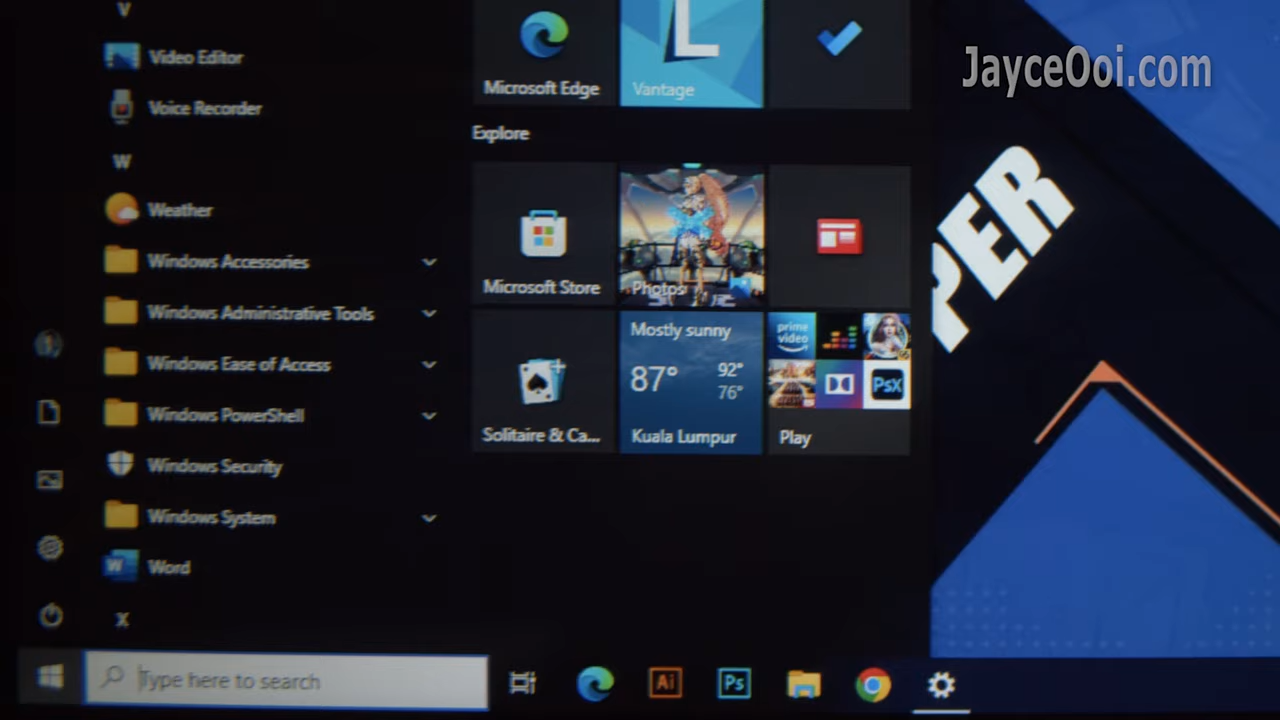 V
Video Editor
Voice Recorder
W
Weather
Windows Accessories
Windows Administrative Tools
Windows Ease of Access
Windows PowerShell
Windows Security
Windows System
W
Word
X
Type here to search
Microsoft Edge
L
Vantage
Explore
Microsoft Store
Photos
Solitaire & Ca...
Mostly sunny
87°
92°
76°
Kuala Lumpur
prime
video
PsX
Play
Ai
Ps
JayceOoi.com
PER